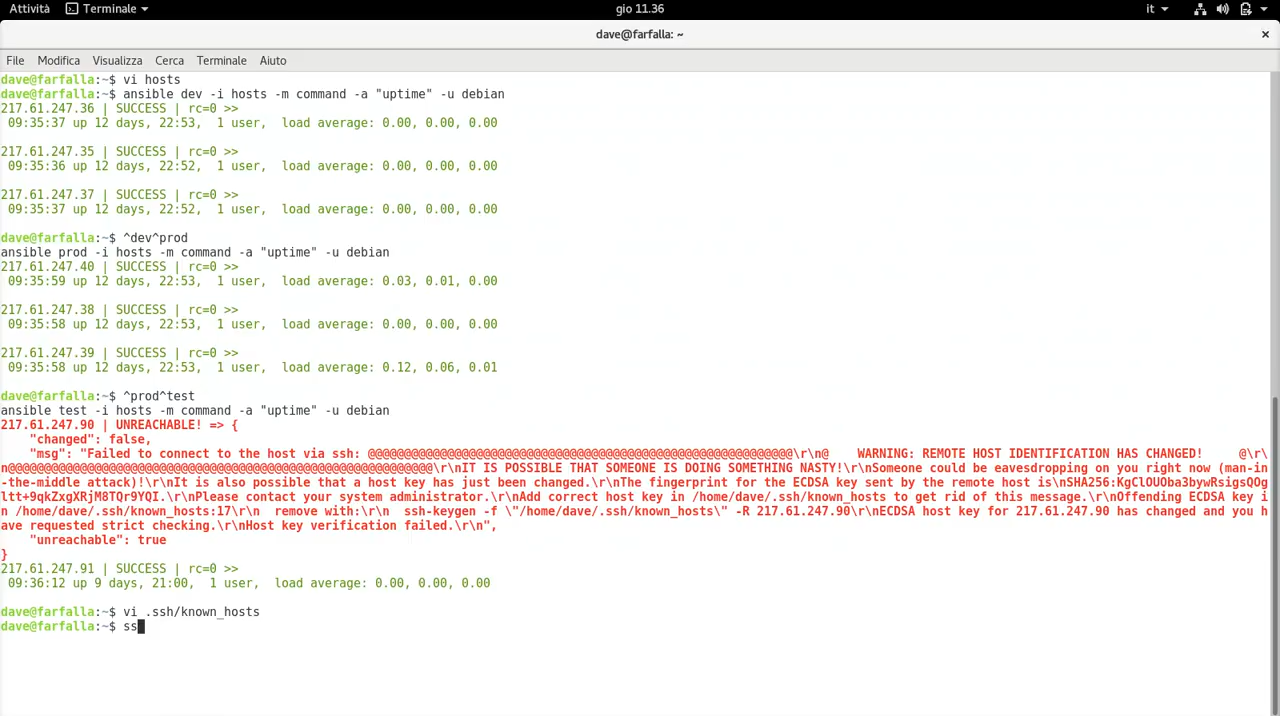 Attività Terminale gio 11.36 it
dave@farfalla: ~
File Modifica Visualizza Cerca Terminale Aiuto
dave@farfalla:~$ vi hosts
dave@farfalla:~$ ansible dev -i hosts -m command -a "uptime" -u debian
217.61.247.36 | SUCCESS | rc=0 >>
 09:35:37 up 12 days, 22:53,  1 user,  load average: 0.00, 0.00, 0.00
217.61.247.35 | SUCCESS | rc=0 >>
 09:35:36 up 12 days, 22:52,  1 user,  load average: 0.00, 0.00, 0.00
217.61.247.37 | SUCCESS | rc=0 >>
 09:35:37 up 12 days, 22:52,  1 user,  load average: 0.00, 0.00, 0.00
dave@farfalla:~$ ^dev^prod
ansible prod -i hosts -m command -a "uptime" -u debian
217.61.247.40 | SUCCESS | rc=0 >>
 09:35:59 up 12 days, 22:53,  1 user,  load average: 0.03, 0.01, 0.00
217.61.247.38 | SUCCESS | rc=0 >>
 09:35:58 up 12 days, 22:53,  1 user,  load average: 0.00, 0.00, 0.00
217.61.247.39 | SUCCESS | rc=0 >>
 09:35:58 up 12 days, 22:53,  1 user,  load average: 0.12, 0.06, 0.01
dave@farfalla:~$ ^prod^test
ansible test -i hosts -m command -a "uptime" -u debian
217.61.247.90 | UNREACHABLE! => {
    "changed": false,
    "msg": "Failed to connect to the host via ssh: @@@@@@@@@@@@@@@@@@@@@@@@@@@@@@@@@@@@@@@@@@@@@@@@@@@@@@@@@@@\r\n@    WARNING: REMOTE HOST IDENTIFICATION HAS CHANGED!     @\r\
n@@@@@@@@@@@@@@@@@@@@@@@@@@@@@@@@@@@@@@@@@@@@@@@@@@@@@@@@@@@\r\nIT IS POSSIBLE THAT SOMEONE IS DOING SOMETHING NASTY!\r\nSomeone could be eavesdropping on you right now (man-in
-the-middle attack)!\r\nIt is also possible that a host key has just been changed.\r\nThe fingerprint for the ECDSA key sent by the remote host is\nSHA256:KgClOUOba3bywRsigsQOg
ltt+9qkZxgXRjM8TQr9YQI.\r\nPlease contact your system administrator.\r\nAdd correct host key in /home/dave/.ssh/known_hosts to get rid of this message.\r\nOffending ECDSA key i
n /home/dave/.ssh/known_hosts:17\r\n  remove with:\r\n  ssh-keygen -f \"/home/dave/.ssh/known_hosts\" -R 217.61.247.90\r\nECDSA host key for 217.61.247.90 has changed and you h
ave requested strict checking.\r\nHost key verification failed.\r\n",
    "unreachable": true
}
217.61.247.91 | SUCCESS | rc=0 >>
 09:36:12 up 9 days, 21:00,  1 user,  load average: 0.00, 0.00, 0.00
dave@farfalla:~$ vi .ssh/known_hosts
dave@farfalla:~$ ss